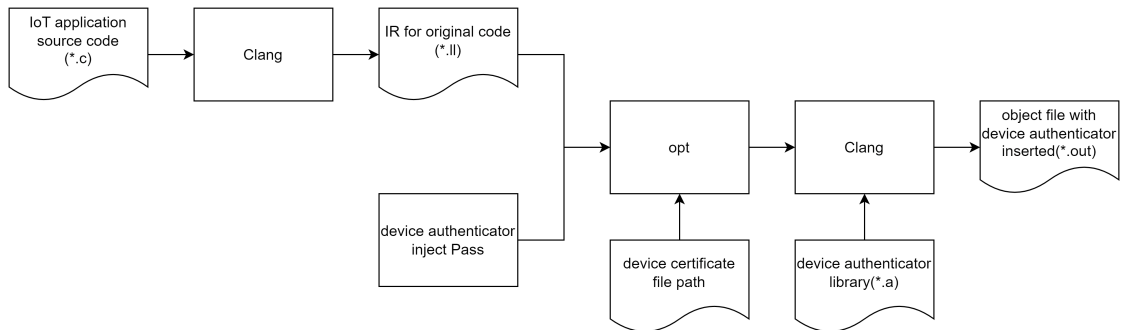 IoT application
source code
(*.c)
Clang
IR for original code
(*.ll)
device authenticator
inject Pass
opt
Clang
object file with
device authenticator
inserted(*.out)
device certificate
file path
device authenticator
library(*.a)